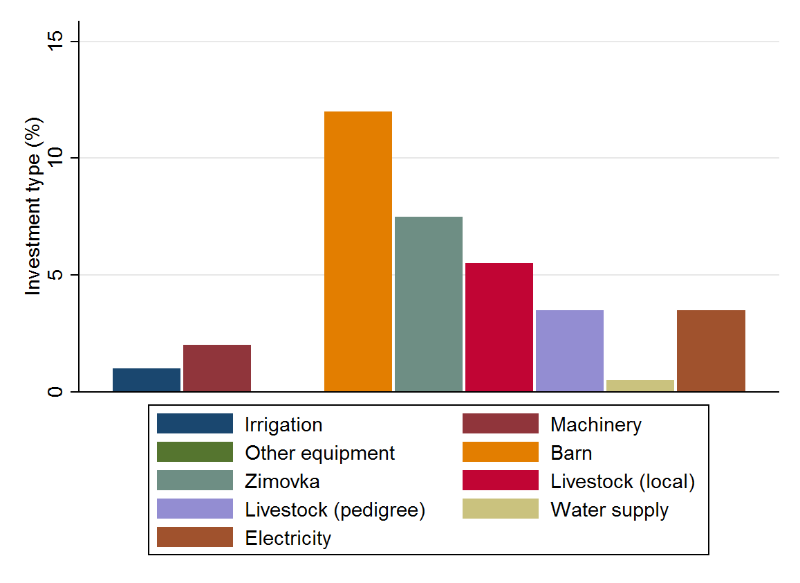 Investment type (%)
15
10
5
0
Irrigation
Machinery
Other equipment
Barn
Zimovka
Livestock (local)
Livestock (pedigree)
Water supply
Electricity